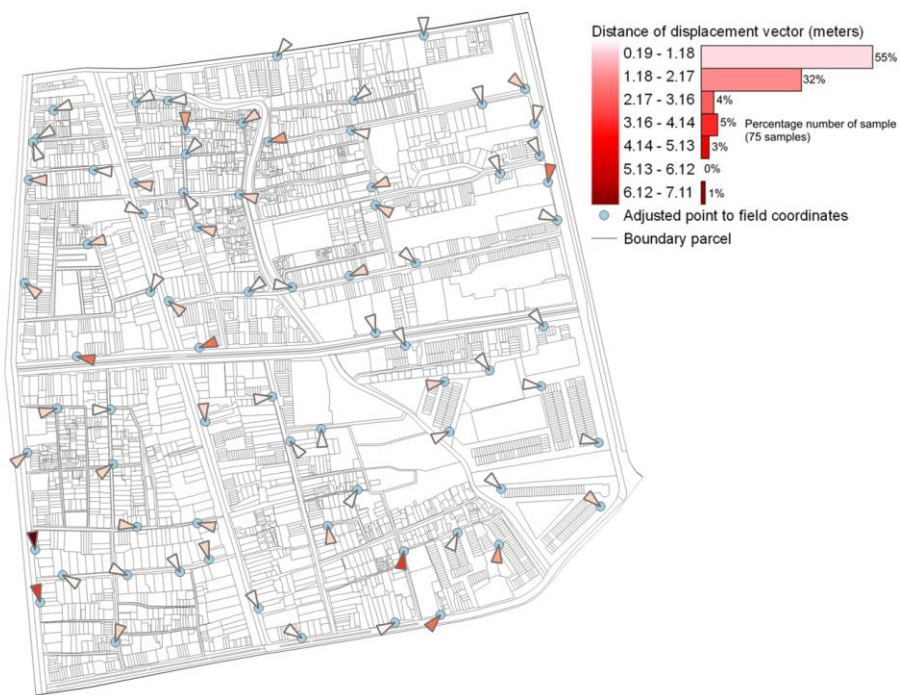 Distance of displacement vector (meters)
0.19 - 1.18 55%
1.18 - 2.17 32%
2.17 - 3.16 4%
3.16 - 4.14 5%
Percentage number of sample
(75 samples)
4.14 - 5.13 3%
5.13 - 6.12 0%
6.12 - 7.11 1%
Adjusted point to field coordinates
Boundary parcel